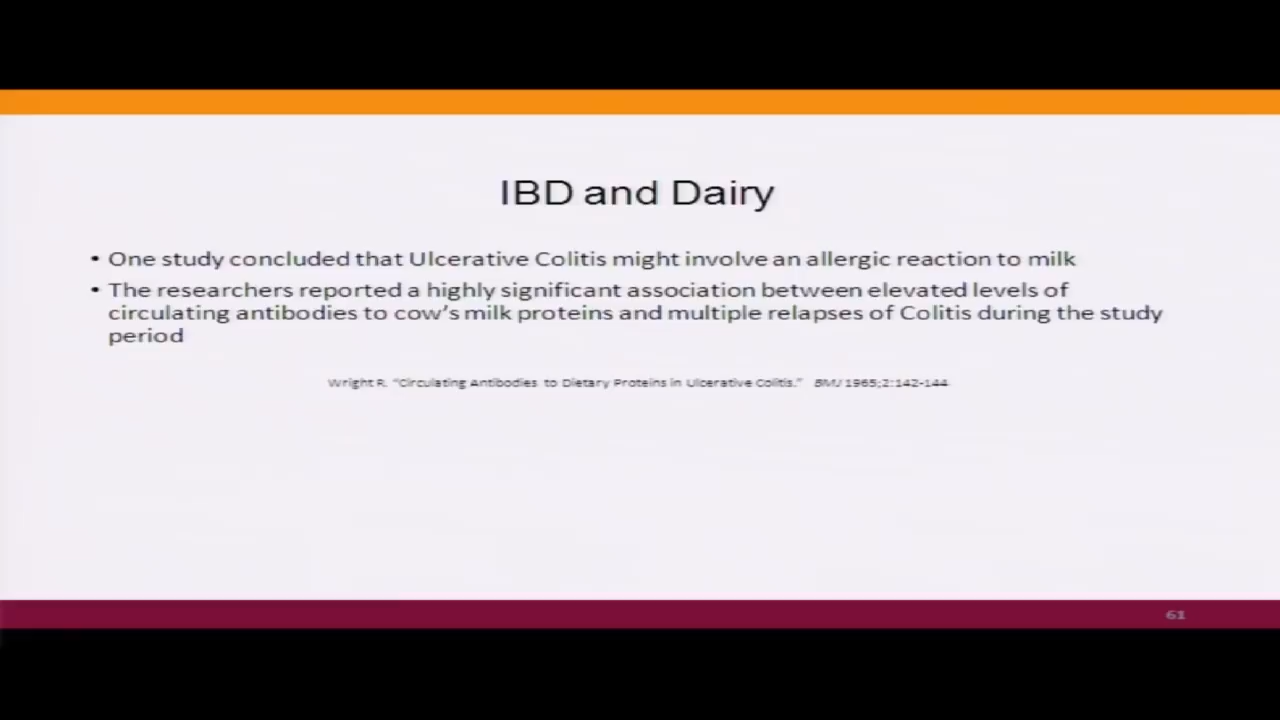 IBD and Dairy
• One study concluded that Ulcerative Colitis might involve an allergic reaction to milk
• The researchers reported a highly significant association between elevated levels of
circulating antibodies to cow's milk proteins and multiple relapses of Colitis during the study
period
Wright R. "Circulating Antibodies to Dietary Proteins in Ulcerative Colitis." BMJ 1965;2:142-144
61